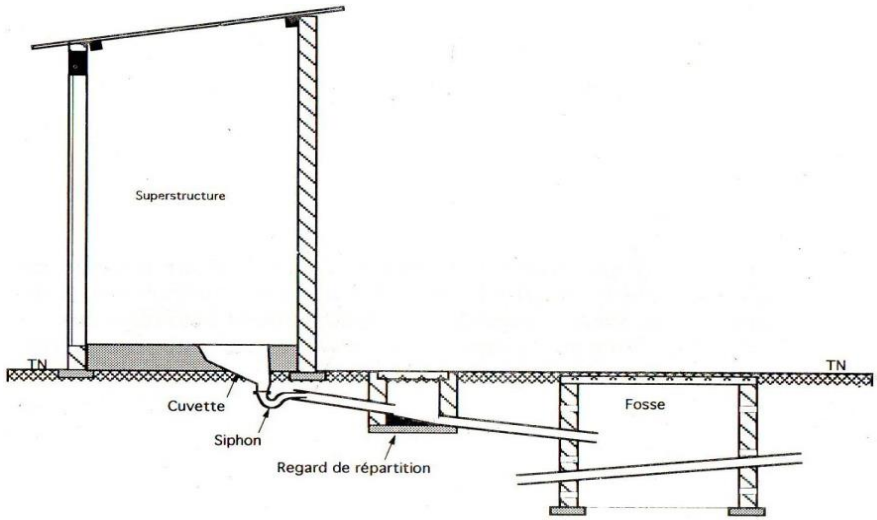 Superstructure
TN
TN
Cuvette
Fosse
Siphon
Regard de répartition